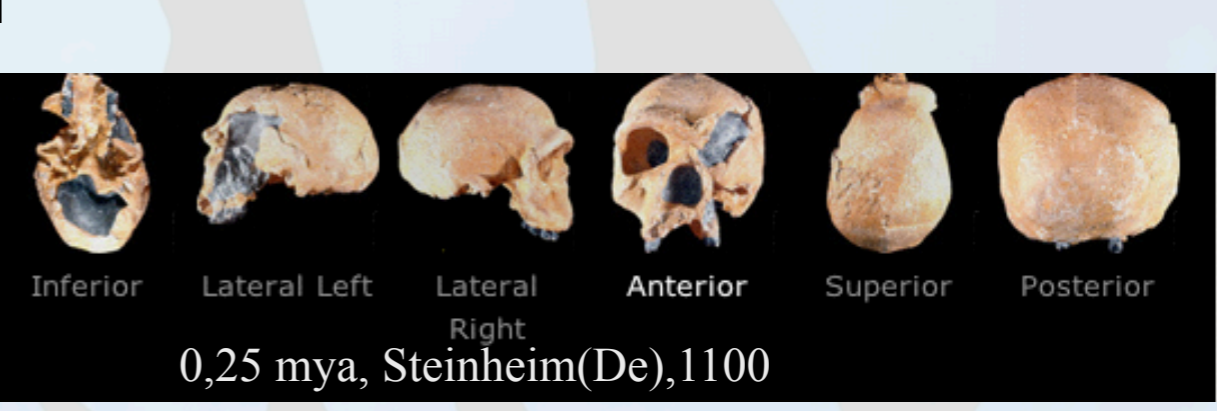 Inferior
Lateral Left
Lateral
Right
Anterior
Superior
Posterior
0,25 mya, Steinheim(De),1100